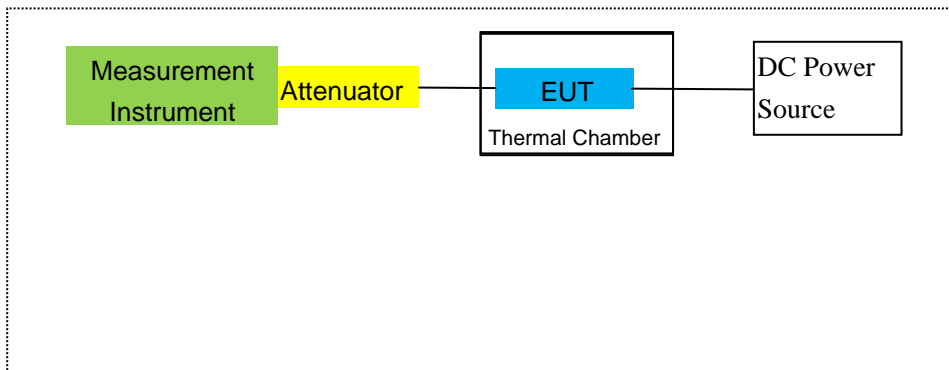 Measurement
Instrument
Attenuator
EUT
Thermal Chamber
DC Power
Source